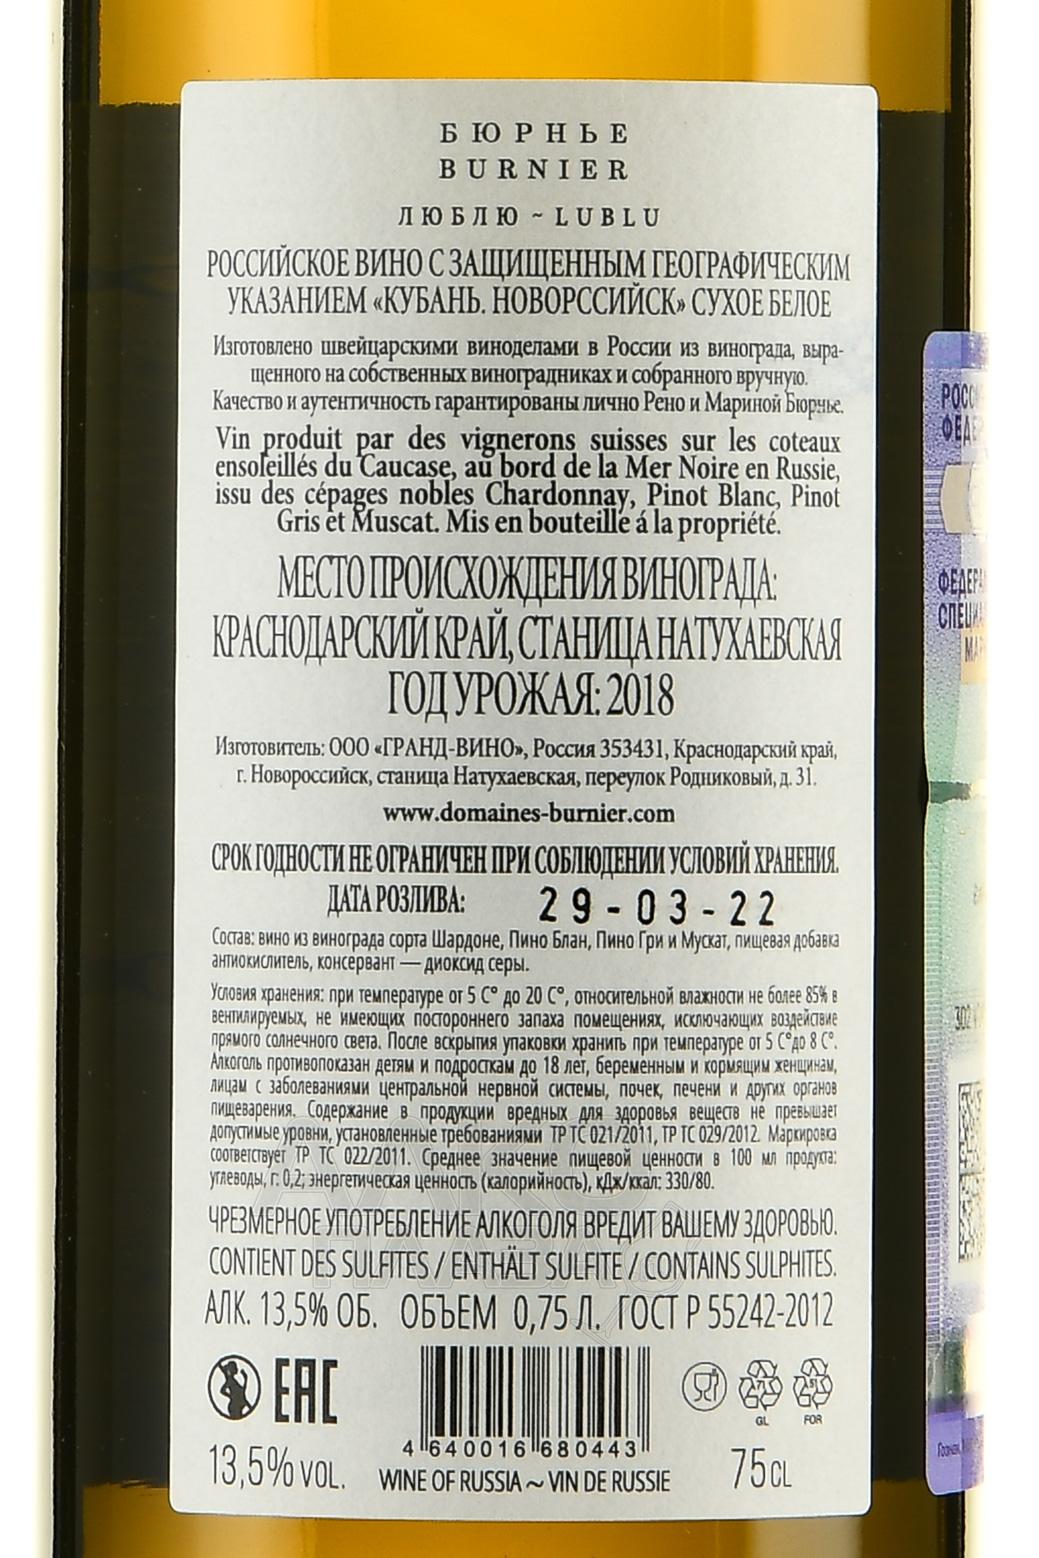 БЮРНЬЕ
BURNIER
ЛЮБЛЮ ~ LUBLU
РОССИЙСКОЕ ВИНО С ЗАЩИЩЕННЫМ ГЕОГРАФИЧЕСКИМ
УКАЗАНИЕМ «КУБАНЬ. НОВОРССИЙСК» СУХОЕ БЕЛОЕ
Изготовлено швейцарскими виноделами в России из винограда, выра-
щенного на собственных виноградниках и собранного вручную.
Качество и аутентичность гарантированы лично Рено и Мариной Бюрнье.
Vin produit par des vignerons suisses sur les coteaux
ensoleillés du Caucase, au bord de la Mer Noire en Russie,
issu des cépages nobles Chardonnay, Pinot Blanc, Pinot
Gris et Muscat. Mis en bouteille á la propriété.
МЕСТО ПРОИСХОЖДЕНИЯ ВИНОГРАДА:
КРАСНОДАРСКИЙ КРАЙ, СТАНИЦА НАТУХАЕВСКАЯ
ГОД УРОЖАЯ: 2018
Изготовитель: ООО «ГРАНД-ВИНО», Россия 353431, Краснодарский край,
г. Новороссийск, станица Натухаевская, переулок Родниковый, д. 31.
www.domaines-burnier.com
СРОК ГОДНОСТИ НЕ ОГРАНИЧЕН ПРИ СОБЛЮДЕНИИ УСЛОВИЙ ХРАНЕНИЯ.
ДАТА РОЗЛИВА: 29-03-22
Состав: вино из винограда сорта Шардоне, Пино Блан, Пино Гри и Мускат, пищевая добавка
антиокислитель, консервант — диоксид серы.
Условия хранения: при температуре от 5 С° до 20 С°, относительной влажности не более 85% в
вентилируемых, не имеющих постороннего запаха помещениях, исключающих воздействие
прямого солнечного света. После вскрытия упаковки хранить при температуре от 5 С°до 8 С°.
Алкоголь противопоказан детям и подросткам до 18 лет, беременным и кормящим женщинам,
лицам с заболеваниями центральной нервной системы, почек, печени и других органов
пищеварения. Содержание в продукции вредных для здоровья веществ не превышает
допустимые уровни, установленные требованиями ТР ТС 021/2011, ТР ТС 029/2012. Маркировка
соответствует ТР ТС 022/2011. Среднее значение пищевой ценности в 100 мл продукта:
углеводы, г: 0,2; энергетическая ценность (калорийность), кДж/ккал: 330/80.
ЧРЕЗМЕРНОЕ УПОТРЕБЛЕНИЕ АЛКОГОЛЯ ВРЕДИТ ВАШЕМУ ЗДОРОВЬЮ.
CONTIENT DES SULFITES / ENTHÄLT SULFITE / CONTAINS SULPHITES.
АЛК. 13,5% ОБ. ОБЪЕМ 0,75 Л. ГОСТ Р 55242-2012
EAC
GL FOR
4 640016 680443
13,5% VOL. WINE OF RUSSIA ~ VIN DE RUSSIE 75CL